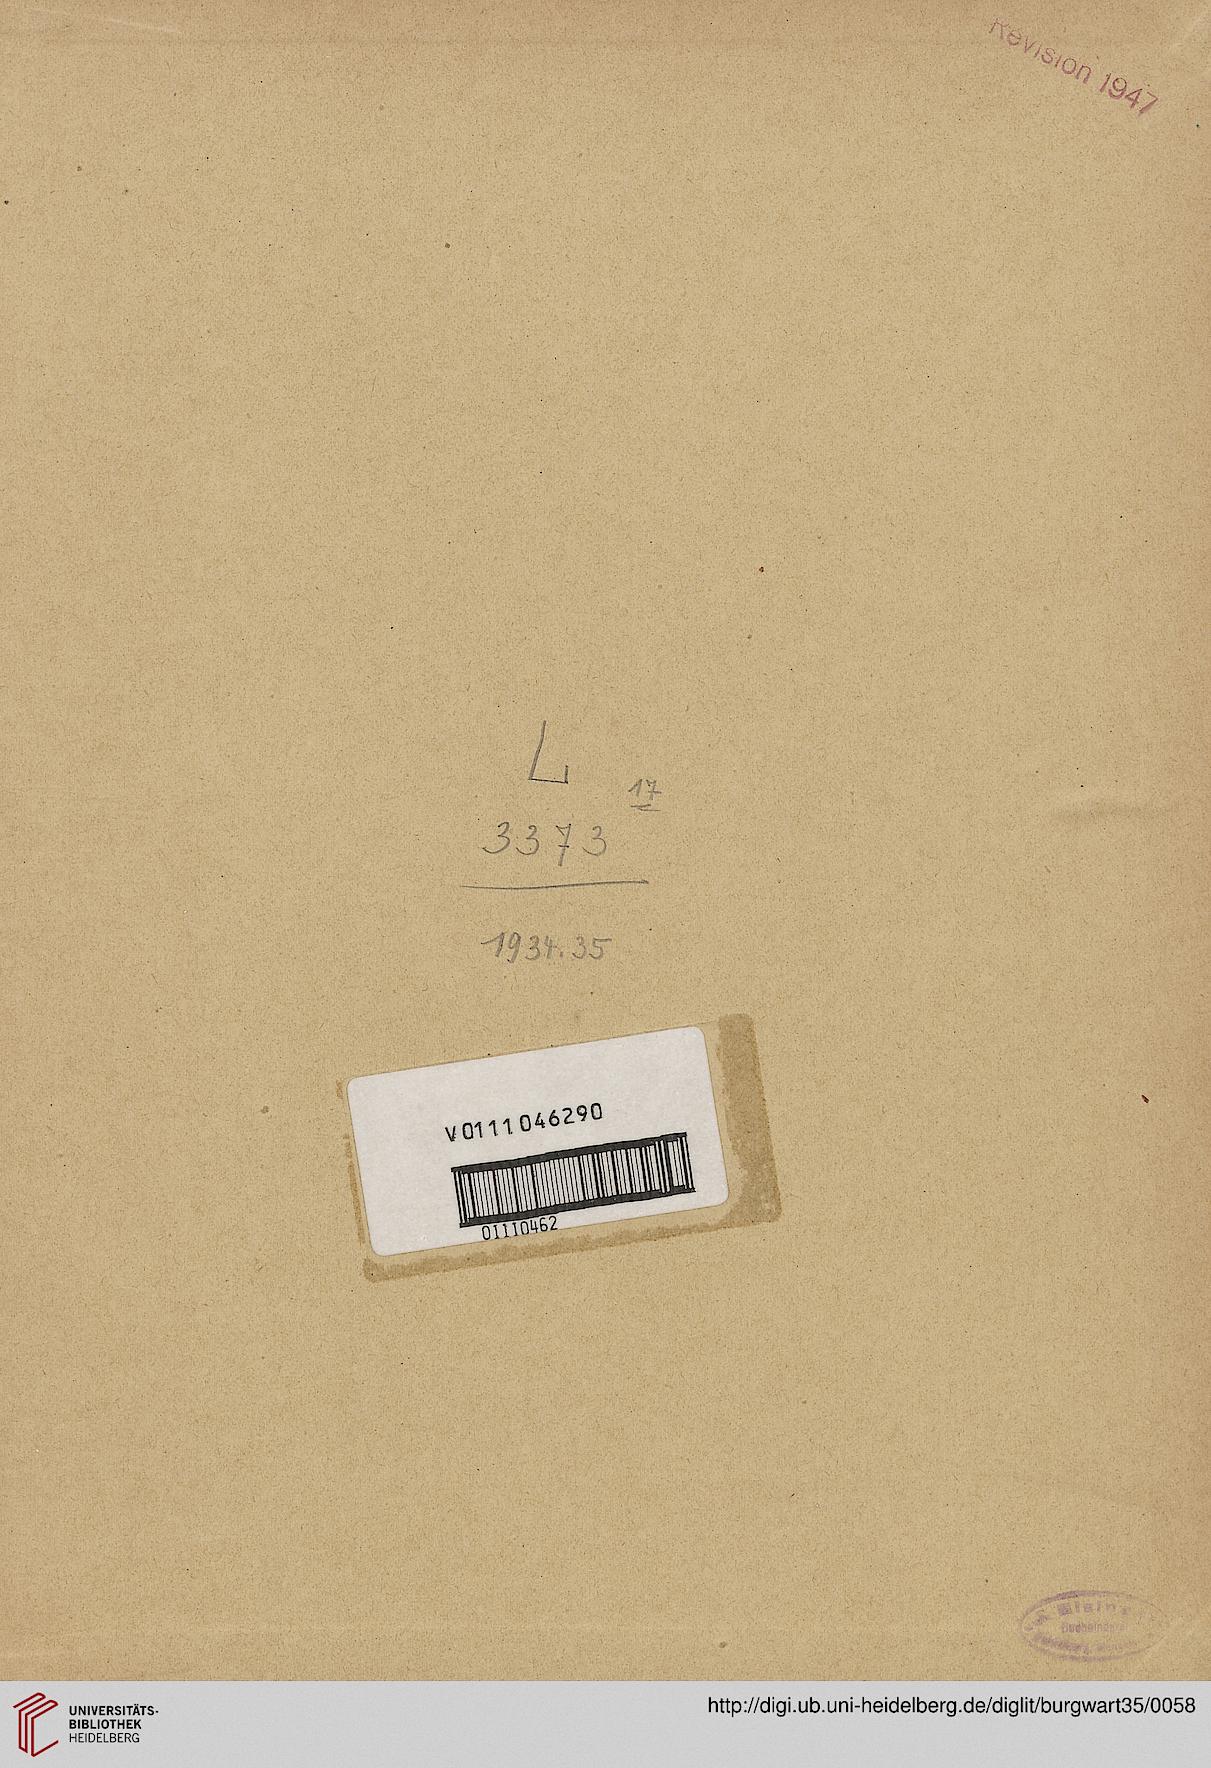 Revision 1947
L
17
3373
1934.35
V0111046290
01110462
Buchbinderei
UNIVERSITÄTS-
BIBLIOTHEK
HEIDELBERG
http://digi.ub.uni-heidelberg.de/diglit/burgwart35/0058